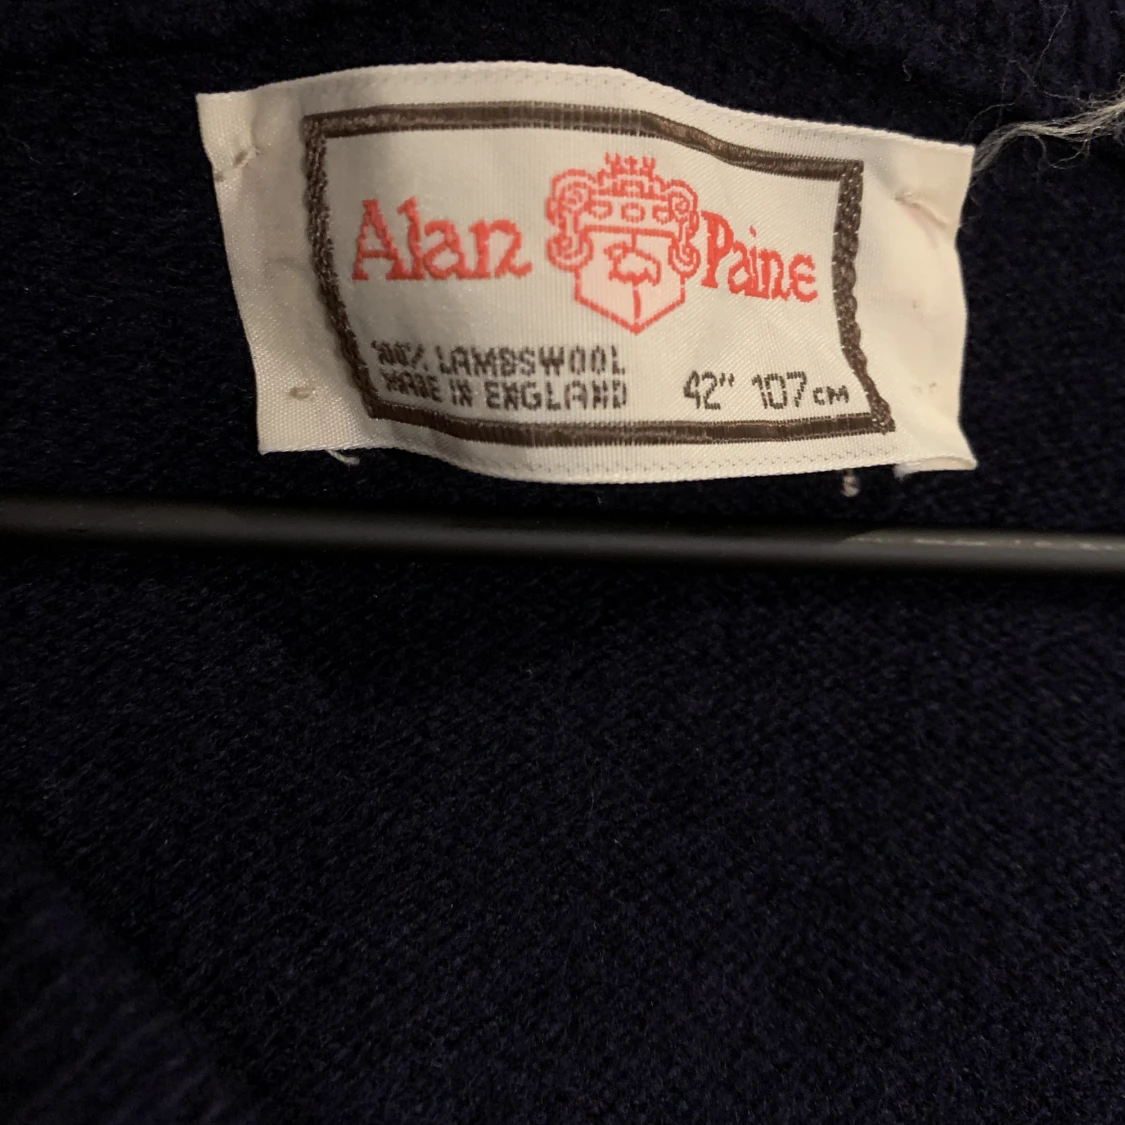 Alan Paine
100% LAMBSWOOL
MADE IN ENGLAND 42" 107CM